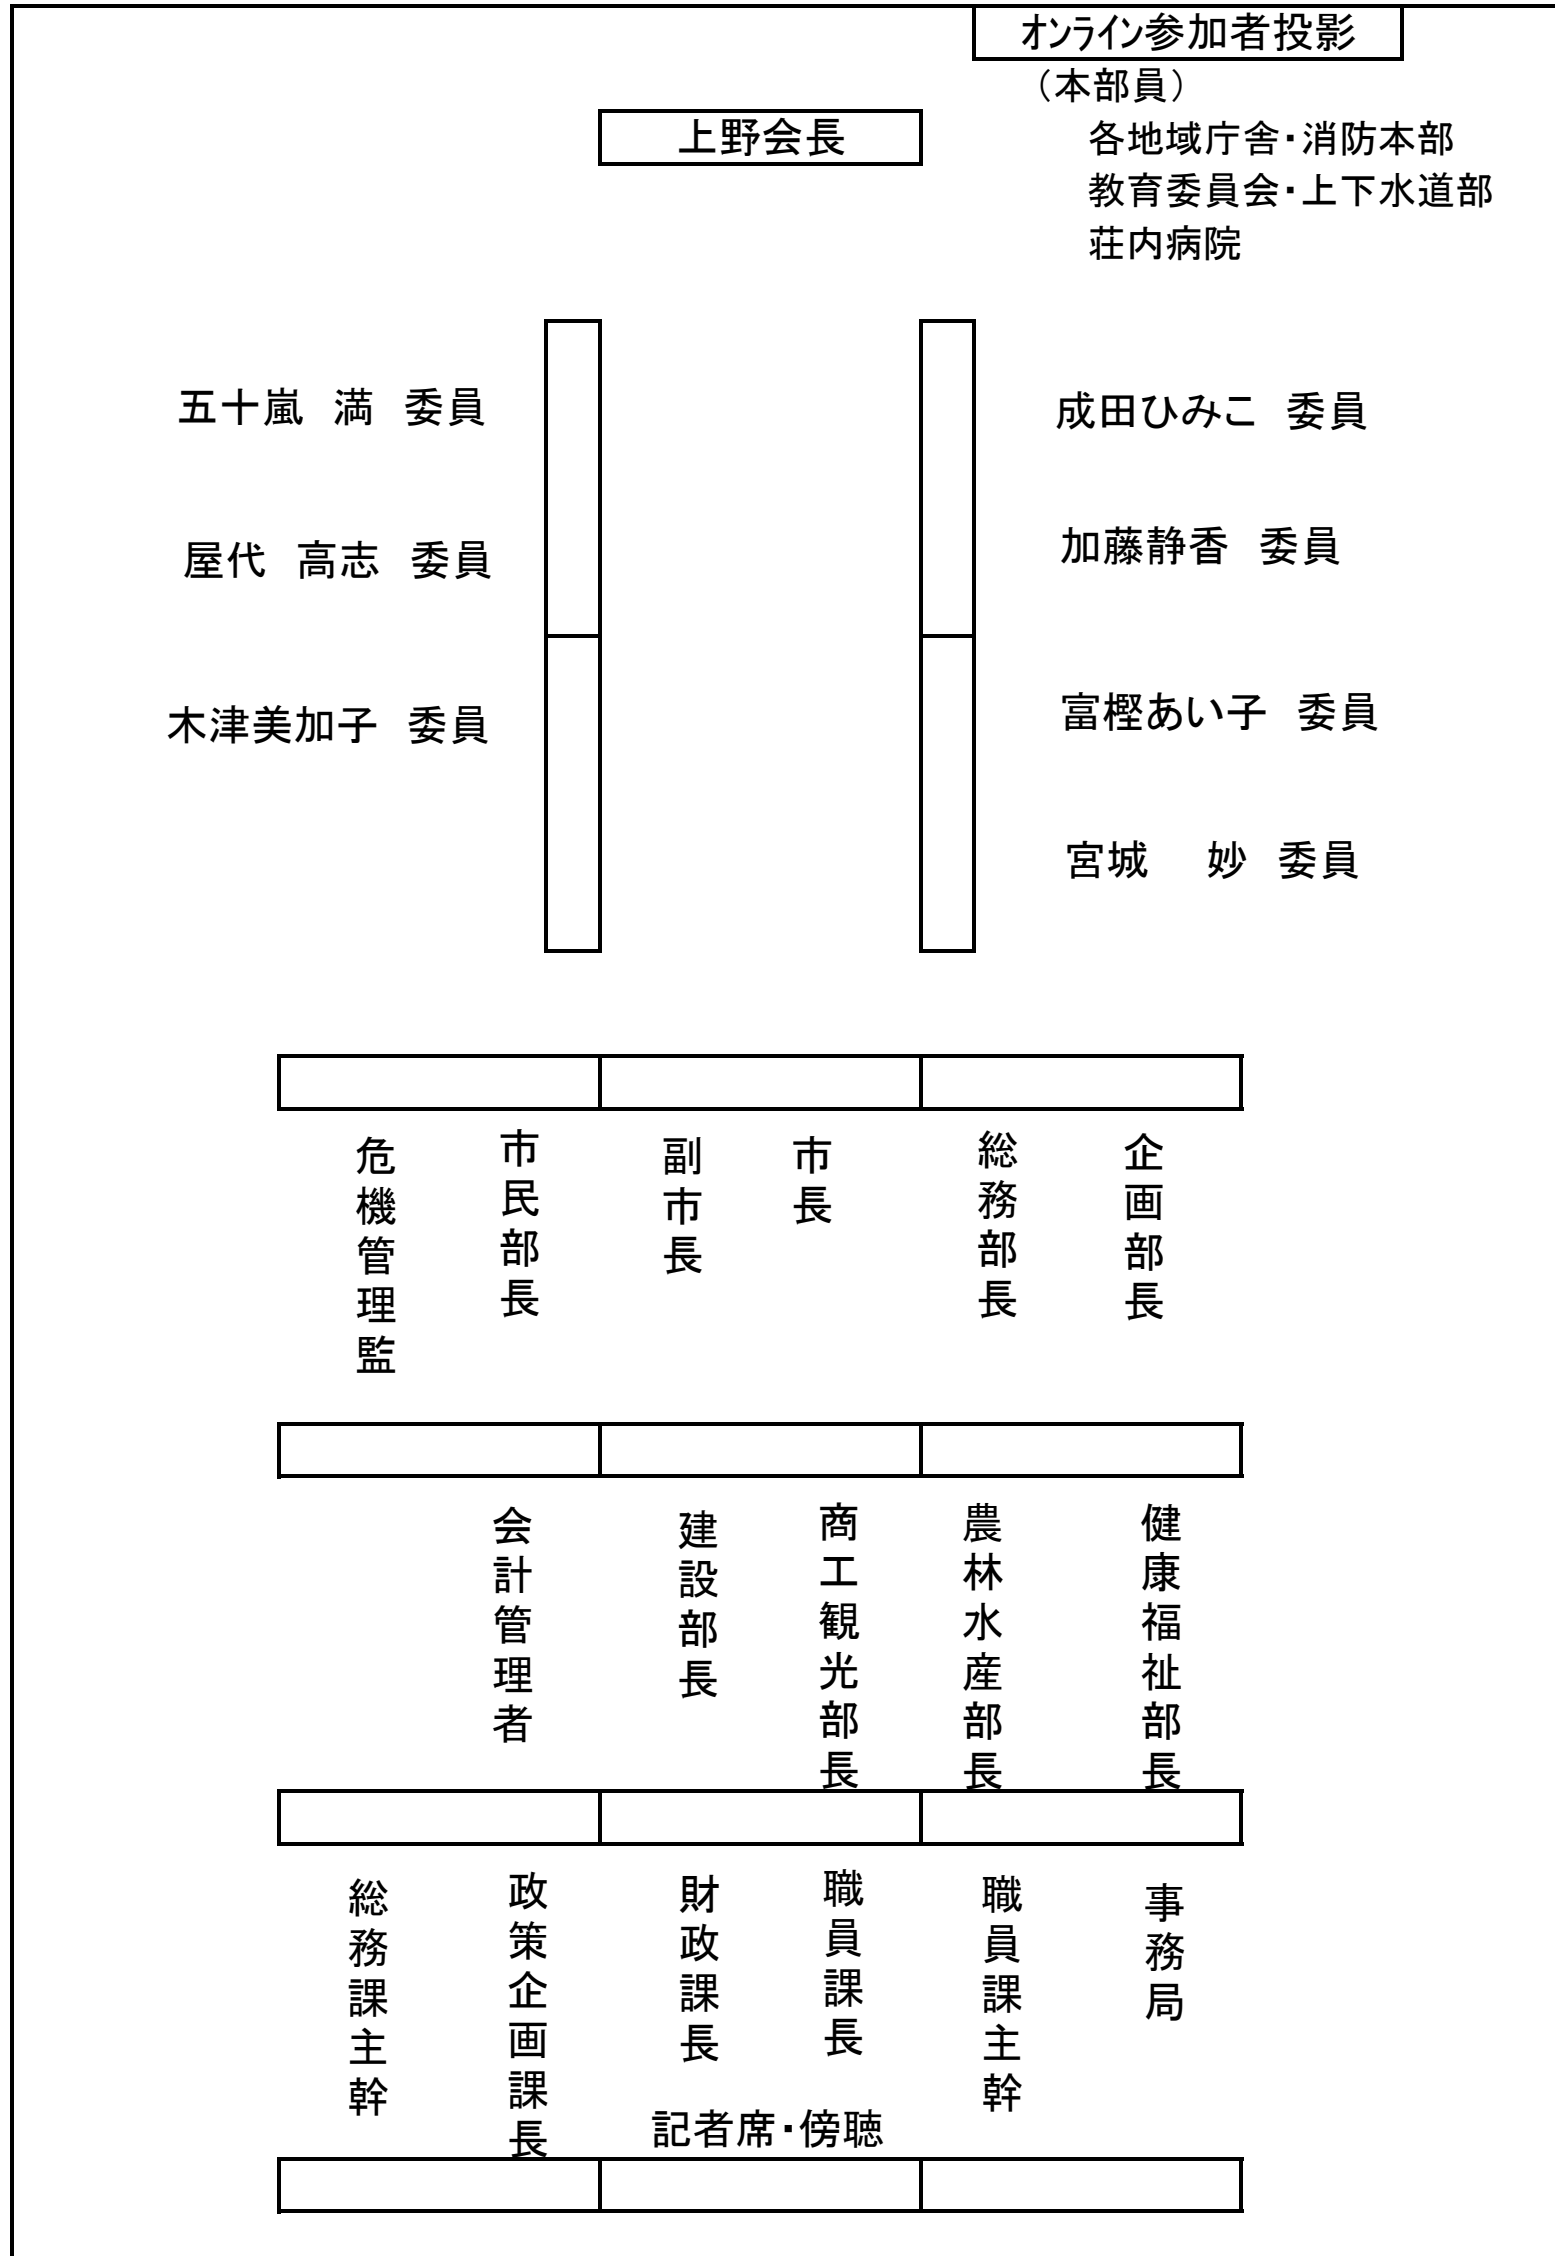 オンライン参加者投影
（本部員）
上野会長
各地域庁舎・消防本部
教育委員会・上下水道部
荘内病院
五十嵐　満　委員
成田ひみこ　委員
屋代　高志　委員
加藤静香　委員
木津美加子　委員
富樫あい子　委員
宮城　妙　委員
危機管理監
市民部長
副市長
市長
総務部長
企画部長
会計管理者
建設部長
商工観光部長
農林水産部長
健康福祉部長
総務課主幹
政策企画課長
財政課長
職員課長
職員課主幹
事務局
記者席・傍聴